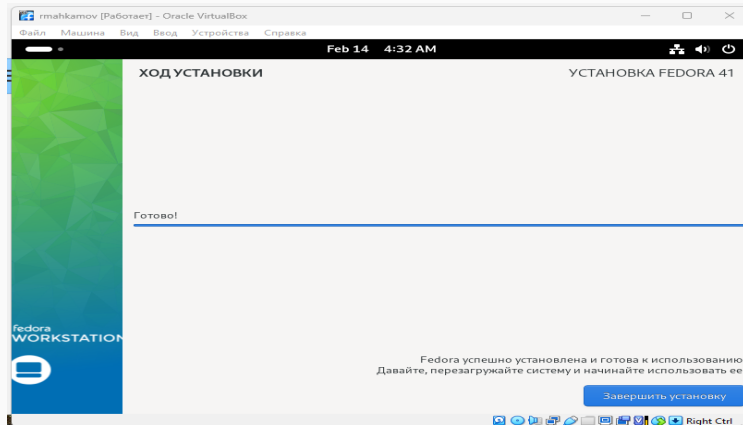 rmahkamov [Работает] - Oracle VirtualBox
Файл Машина Вид Ввод Устройства Справка
Feb 14 4:32 AM
ХОД УСТАНОВКИ
УСТАНОВКА FEDORA 41
Готово!
fedora
WORKSTATION
Fedora успешно установлена и готова к использованию
Давайте, перезагружайте систему и начинайте использовать ее
Завершить установку
Right Ctrl